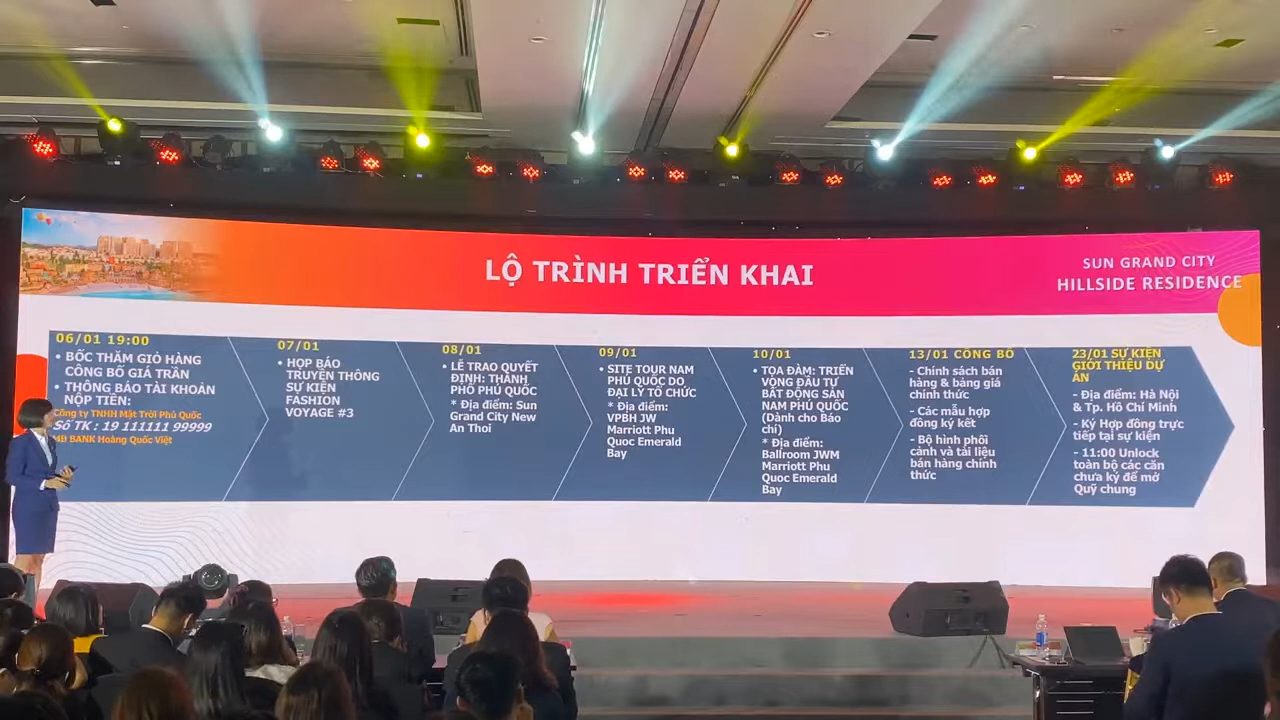 LỘ TRÌNH TRIỂN KHAI
SUN GRAND CITY
HILLSIDE RESIDENCE
06/01 19:00
• BỐC THĂM GIỎ HÀNG
CÔNG BỐ GIÁ TRẦN
• THÔNG BÁO TÀI KHOẢN
NỘP TIỀN:
Công ty TNHH Mặt Trời Phú Quốc
Số TK : 19 111111 99999
MB BANK Hoàng Quốc Việt
07/01
• HỌP BÁO
TRUYỀN THÔNG
SỰ KIỆN
FASHION
VOYAGE #3
08/01
• LỄ TRAO QUYẾT
ĐỊNH: THÀNH
PHỐ PHÚ QUỐC
* Địa điểm: Sun
Grand City New
An Thoi
09/01
• SITE TOUR NAM
PHÚ QUỐC DO
ĐẠI LÝ TỔ CHỨC
* Địa điểm:
VPBH JW
Marriott Phu
Quoc Emerald
Bay
10/01
• TỌA ĐÀM: TRIỂN
VỌNG ĐẦU TƯ
BẤT ĐỘNG SẢN
NAM PHÚ QUỐC
(Dành cho Báo
chí)
* Địa điểm:
Ballroom JWM
Marriott Phu
Quoc Emerald
Bay
13/01 CÔNG BỐ
- Chính sách bán
hàng & bảng giá
chính thức
- Các mẫu hợp
đồng ký kết
- Bộ hình phối
cảnh và tài liệu
bán hàng chính
thức
23/01 SỰ KIỆN
GIỚI THIỆU DỰ
ÁN
- Địa điểm: Hà Nội
& Tp. Hồ Chí Minh
- Ký Hợp đồng trực
tiếp tại sự kiện
- 11:00 Unlock
toàn bộ các căn
chưa ký để mở
Quỹ chung